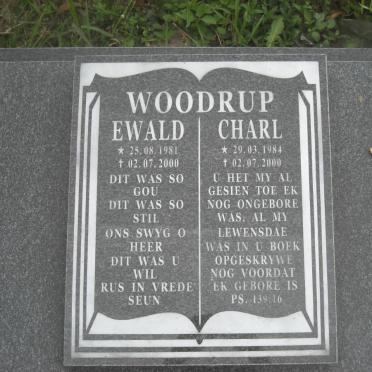 WOODRUP
EWALD
★ 25.08.1981
✝ 02.07.2000
DIT WAS SO
GOU
DIT WAS SO
STIL
ONS SWYG O
HEER
DIT WAS U
WIL
RUS IN VREDE
SEUN
CHARL
★ 29.03.1984
✝ 02.07.2000
U HET MY AL
GESIEN TOE EK
NOG ONGEBORE
WAS. AL MY
LEWENSDAE
WAS IN U BOEK
OPGESKRYWE
NOG VOORDAT
EK GEBORE IS
PS. 139:16